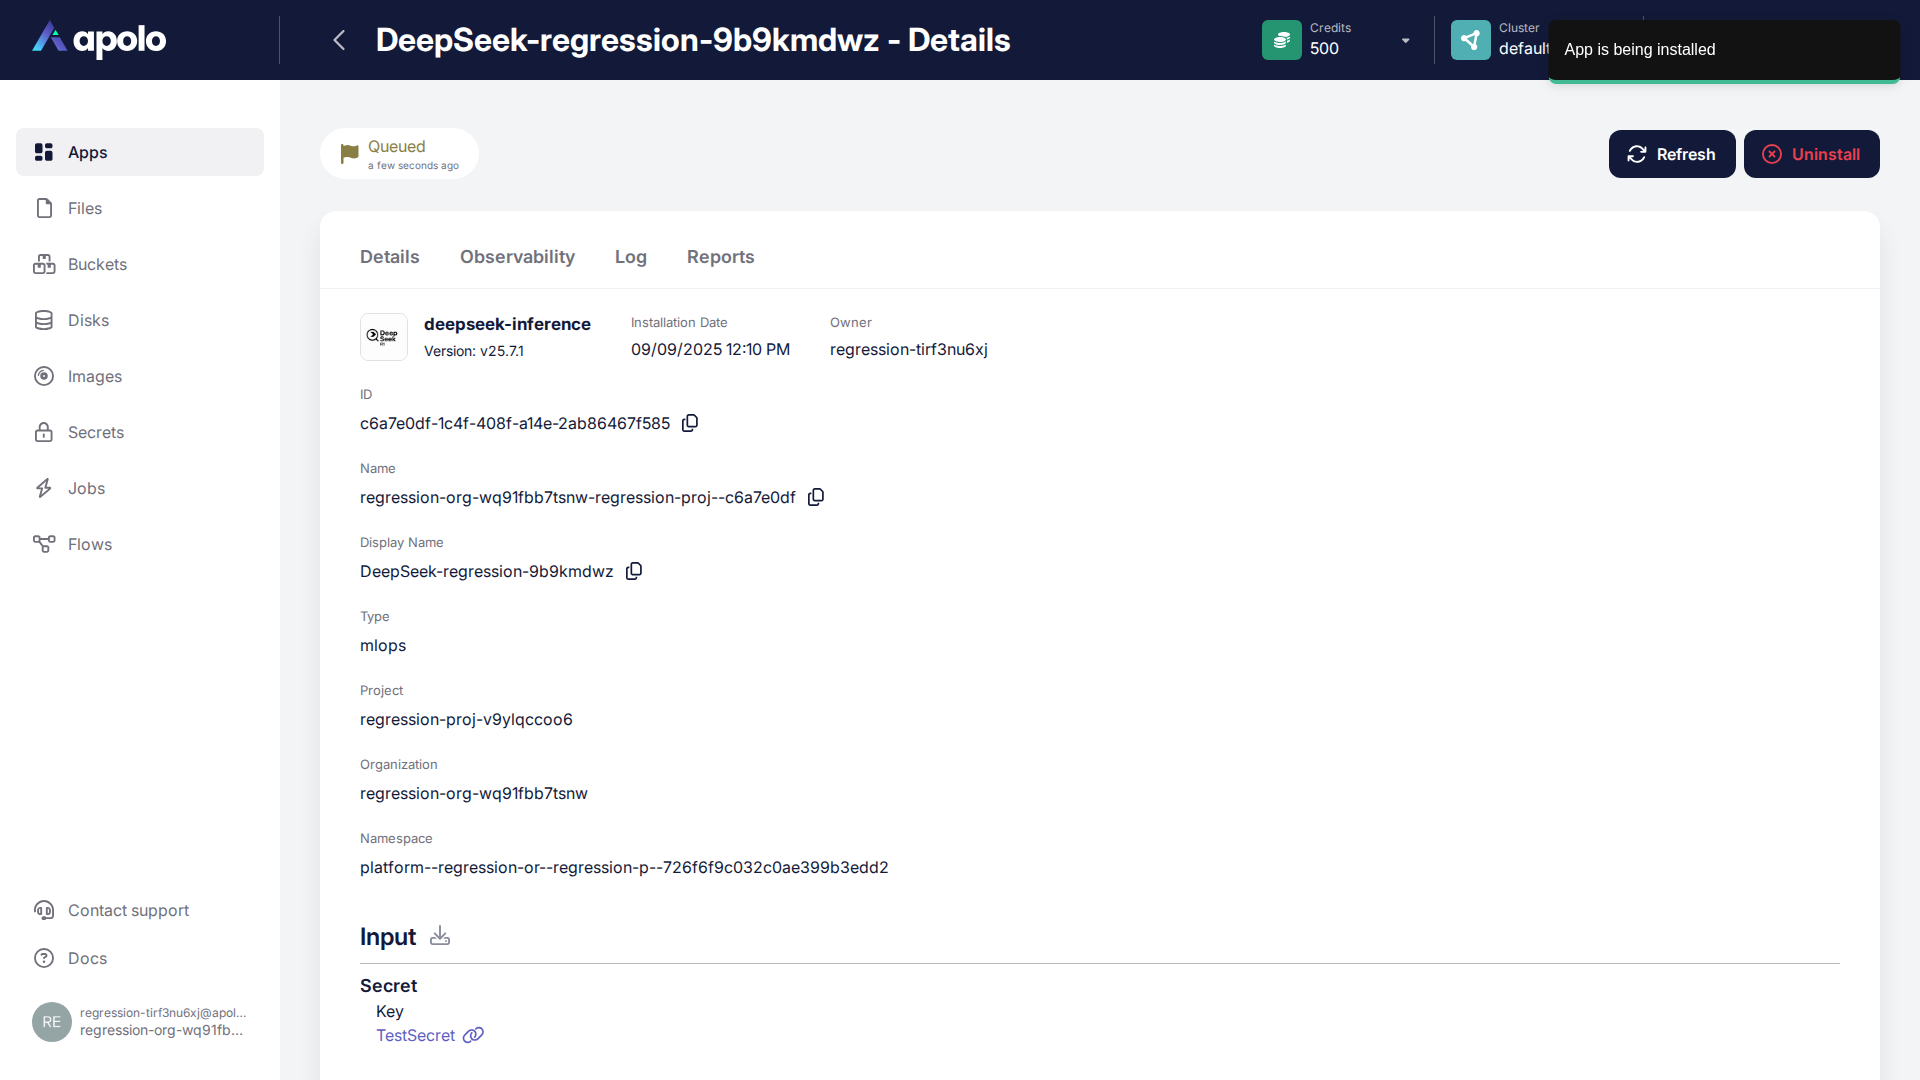 apolo
DeepSeek-regression-9b9kmdwz - Details
Credits
500
Cluster
default
App is being installed
Apps
Files
Buckets
Disks
Images
Secrets
Jobs
Flows
Contact support
Docs
RE
regression-tirf3nu6xj@apol...
regression-org-wq91fb...
Queued
a few seconds ago
Refresh
Uninstall
Details Observability Log Reports
Deep
Seek
R1
deepseek-inference
Version: v25.7.1
Installation Date
09/09/2025 12:10 PM
Owner
regression-tirf3nu6xj
ID
c6a7e0df-1c4f-408f-a14e-2ab86467f585
Name
regression-org-wq91fbb7tsnw-regression-proj--c6a7e0df
Display Name
DeepSeek-regression-9b9kmdwz
Type
mlops
Project
regression-proj-v9ylqccoo6
Organization
regression-org-wq91fbb7tsnw
Namespace
platform--regression-or--regression-p--726f6f9c032c0ae399b3edd2
Input
Secret
Key
TestSecret